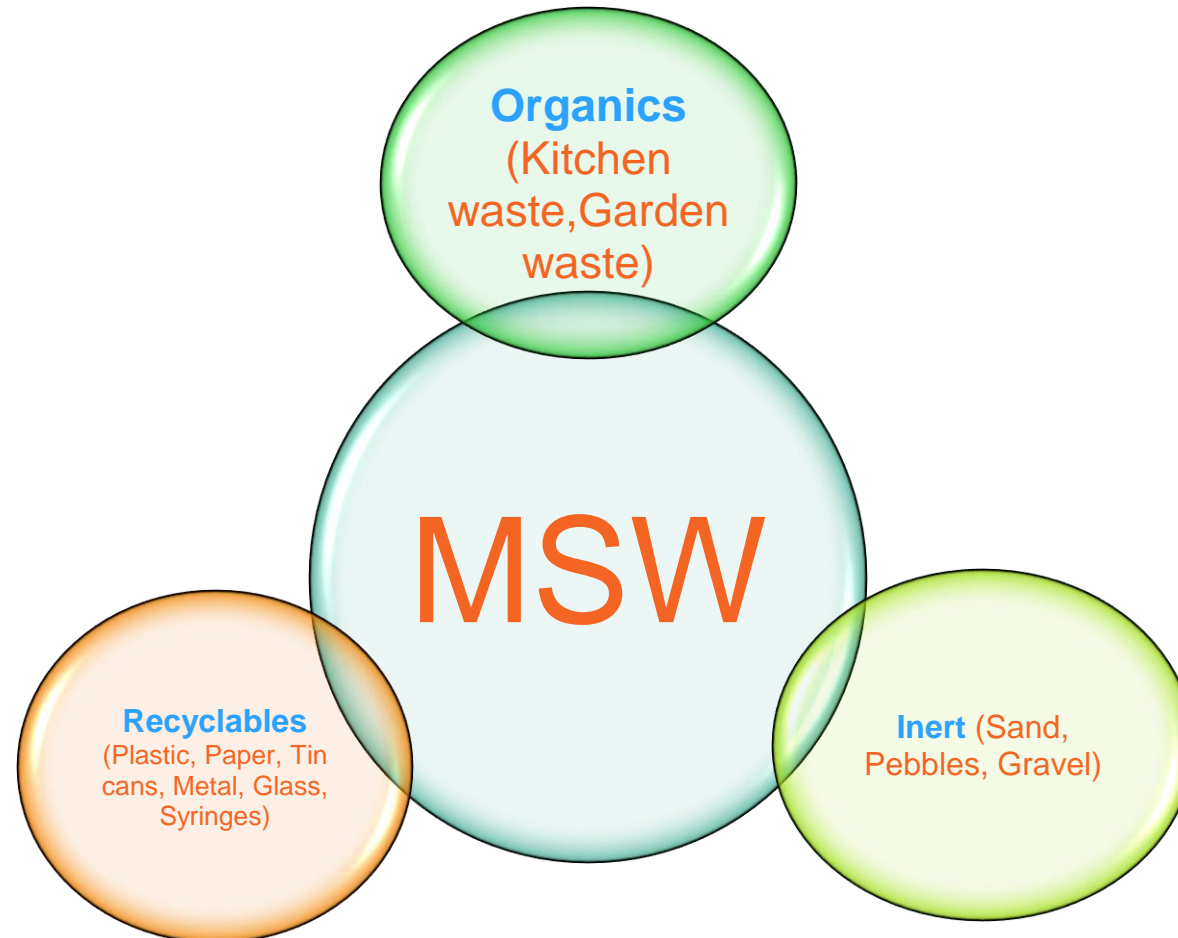 Organics
(Kitchen
waste,Garden
waste)
MSW
Recyclables
(Plastic, Paper, Tin
cans, Metal, Glass,
Syringes)
Inert (Sand,
Pebbles, Gravel)